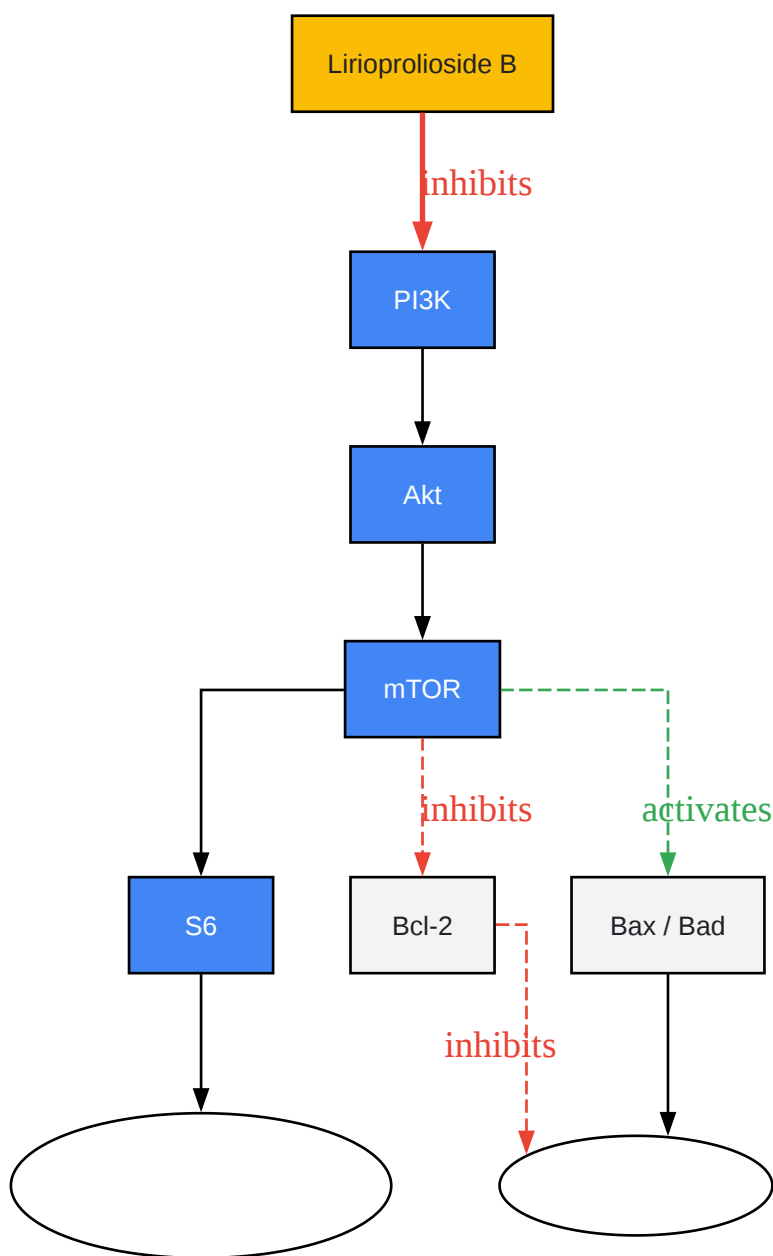 Lirioprolioside B
inhibits
PI3K
Akt
mTOR
inhibits
activates
S6
Bcl-2
Bax / Bad
inhibits